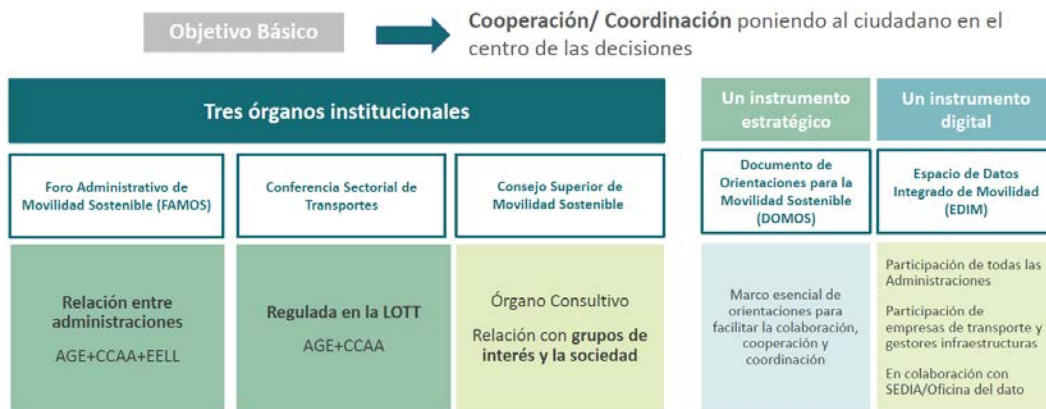 Objetivo Básico
Cooperación/ Coordinación poniendo al ciudadano en el
centro de las decisiones
Tres órganos institucionales
Un instrumento
estratégico
Un instrumento
digital
Foro Administrativo de
Movilidad Sostenible (FAMOS)
Conferencia Sectorial de
Transportes
Consejo Superior de
Movilidad Sostenible
Documento de
Orientaciones para la
Movilidad Sostenible
(DOMOS)
Espacio de Datos
Integrado de Movilidad
(EDIM)
Relación entre
administraciones
AGE+CCAA+EELL
Regulada en la LOTT
AGE+CCAA
Órgano Consultivo
Relación con grupos de
interés y la sociedad
Marco esencial de
orientaciones para
facilitar la colaboración,
cooperación y
coordinación
Participación de todas las
Administraciones
Participación de
empresas de transporte y
gestores infraestructuras
En colaboración con
SEDIA/Oficina del dato